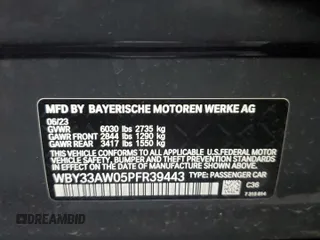 MFD BY BAYERISCHE MOTOREN WERKE AG
06/23
GVWR 6030 lbs 2735 kg
GAWR FRONT 2844 lbs 1290 kg
GAWR REAR 3417 lbs 1550 kg
THIS VEHICLE CONFORMS TO ALL APPLICABLE
U.S.FEDERAL MOTOR VEHICLE SAFETY, BUMPER,
AND THEFT PREVENTION STANDARDS IN EFFECT
ON THE DATE OF MANUFACTURE SHOWN ABOVE.
WBY33AW05PFR39443 TYPE: PASSENGER CAR
C36
DREAMBID